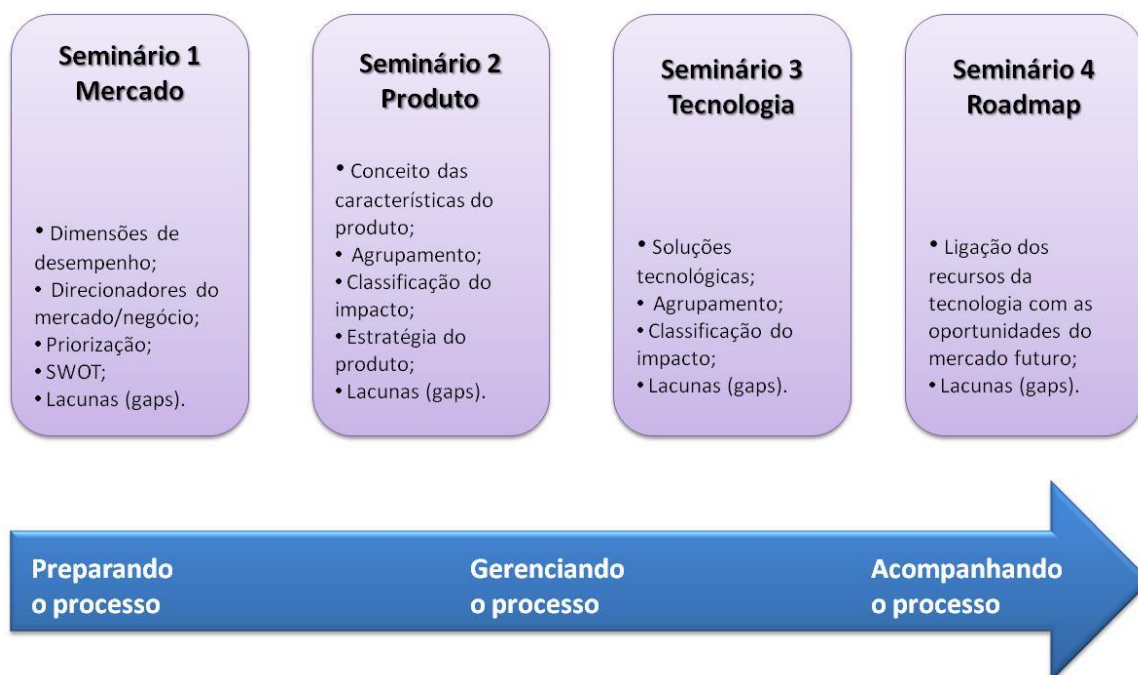 Seminário 1
Mercado
• Dimensões de
desempenho;
• Direcionadores do
mercado/negócio;
• Priorização;
• SWOT;
• Lacunas (gaps).
Seminário 2
Produto
• Conceito das
características do
produto;
• Agrupamento;
• Classificação do
impacto;
• Estratégia do
produto;
• Lacunas (gaps).
Seminário 3
Tecnologia
• Soluções
tecnológicas;
• Agrupamento;
• Classificação do
impacto;
• Lacunas (gaps).
Seminário 4
Roadmap
• Ligação dos
recursos da
tecnologia com as
oportunidades do
mercado futuro;
• Lacunas (gaps).
Preparando
o processo
Gerenciando
o processo
Acompanhando
o processo